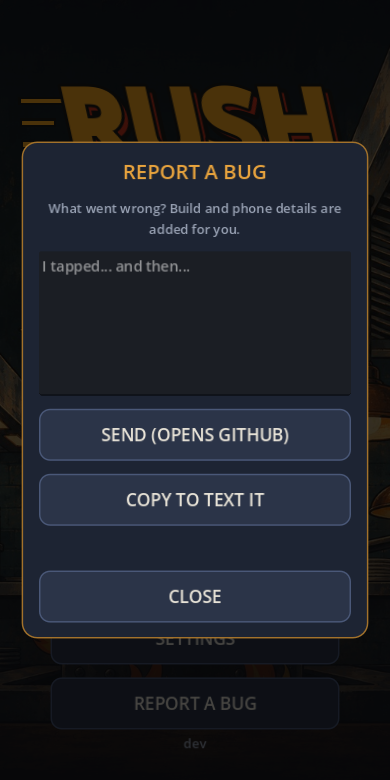 RUSH
REPORT A BUG
What went wrong? Build and phone details are
added for you.
I tapped... and then...
SEND (OPENS GITHUB)
COPY TO TEXT IT
CLOSE
SETTINGS
REPORT A BUG
dev